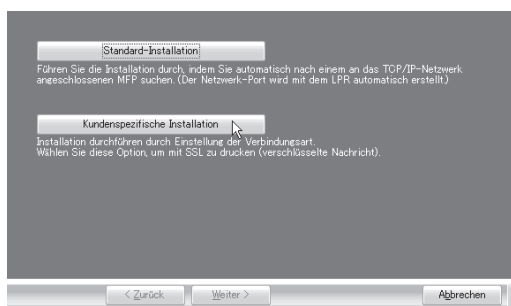 Standard-Installation
Führen Sie die Installation durch, indem Sie automatisch nach einem an das TCP/IP-Netzwerk
angeschlossenen MFP suchen. (Der Netzwerk-Port wird mit dem LPR automatisch erstellt.)
Kundenspezifische Installation
Installation durchführen durch Einstellung der Verbindungsart.
Wählen Sie diese Option, um mit SSL zu drucken (verschlüsselte Nachricht).
< Zurück
Weiter >
Abbrechen